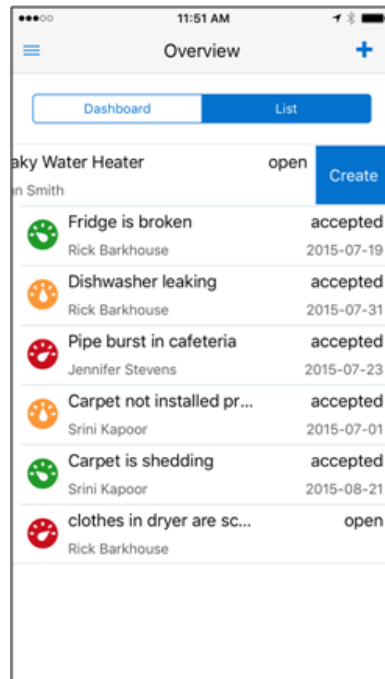 11:51 AM
Overview
Dashboard List
aky Water Heater open
n Smith
Create
Fridge is broken accepted
Rick Barkhouse 2015-07-19
Dishwasher leaking accepted
Rick Barkhouse 2015-07-31
Pipe burst in cafeteria accepted
Jennifer Stevens 2015-07-23
Carpet not installed pr... accepted
Srini Kapoor 2015-07-01
Carpet is shedding accepted
Srini Kapoor 2015-08-21
clothes in dryer are sc... open
Rick Barkhouse